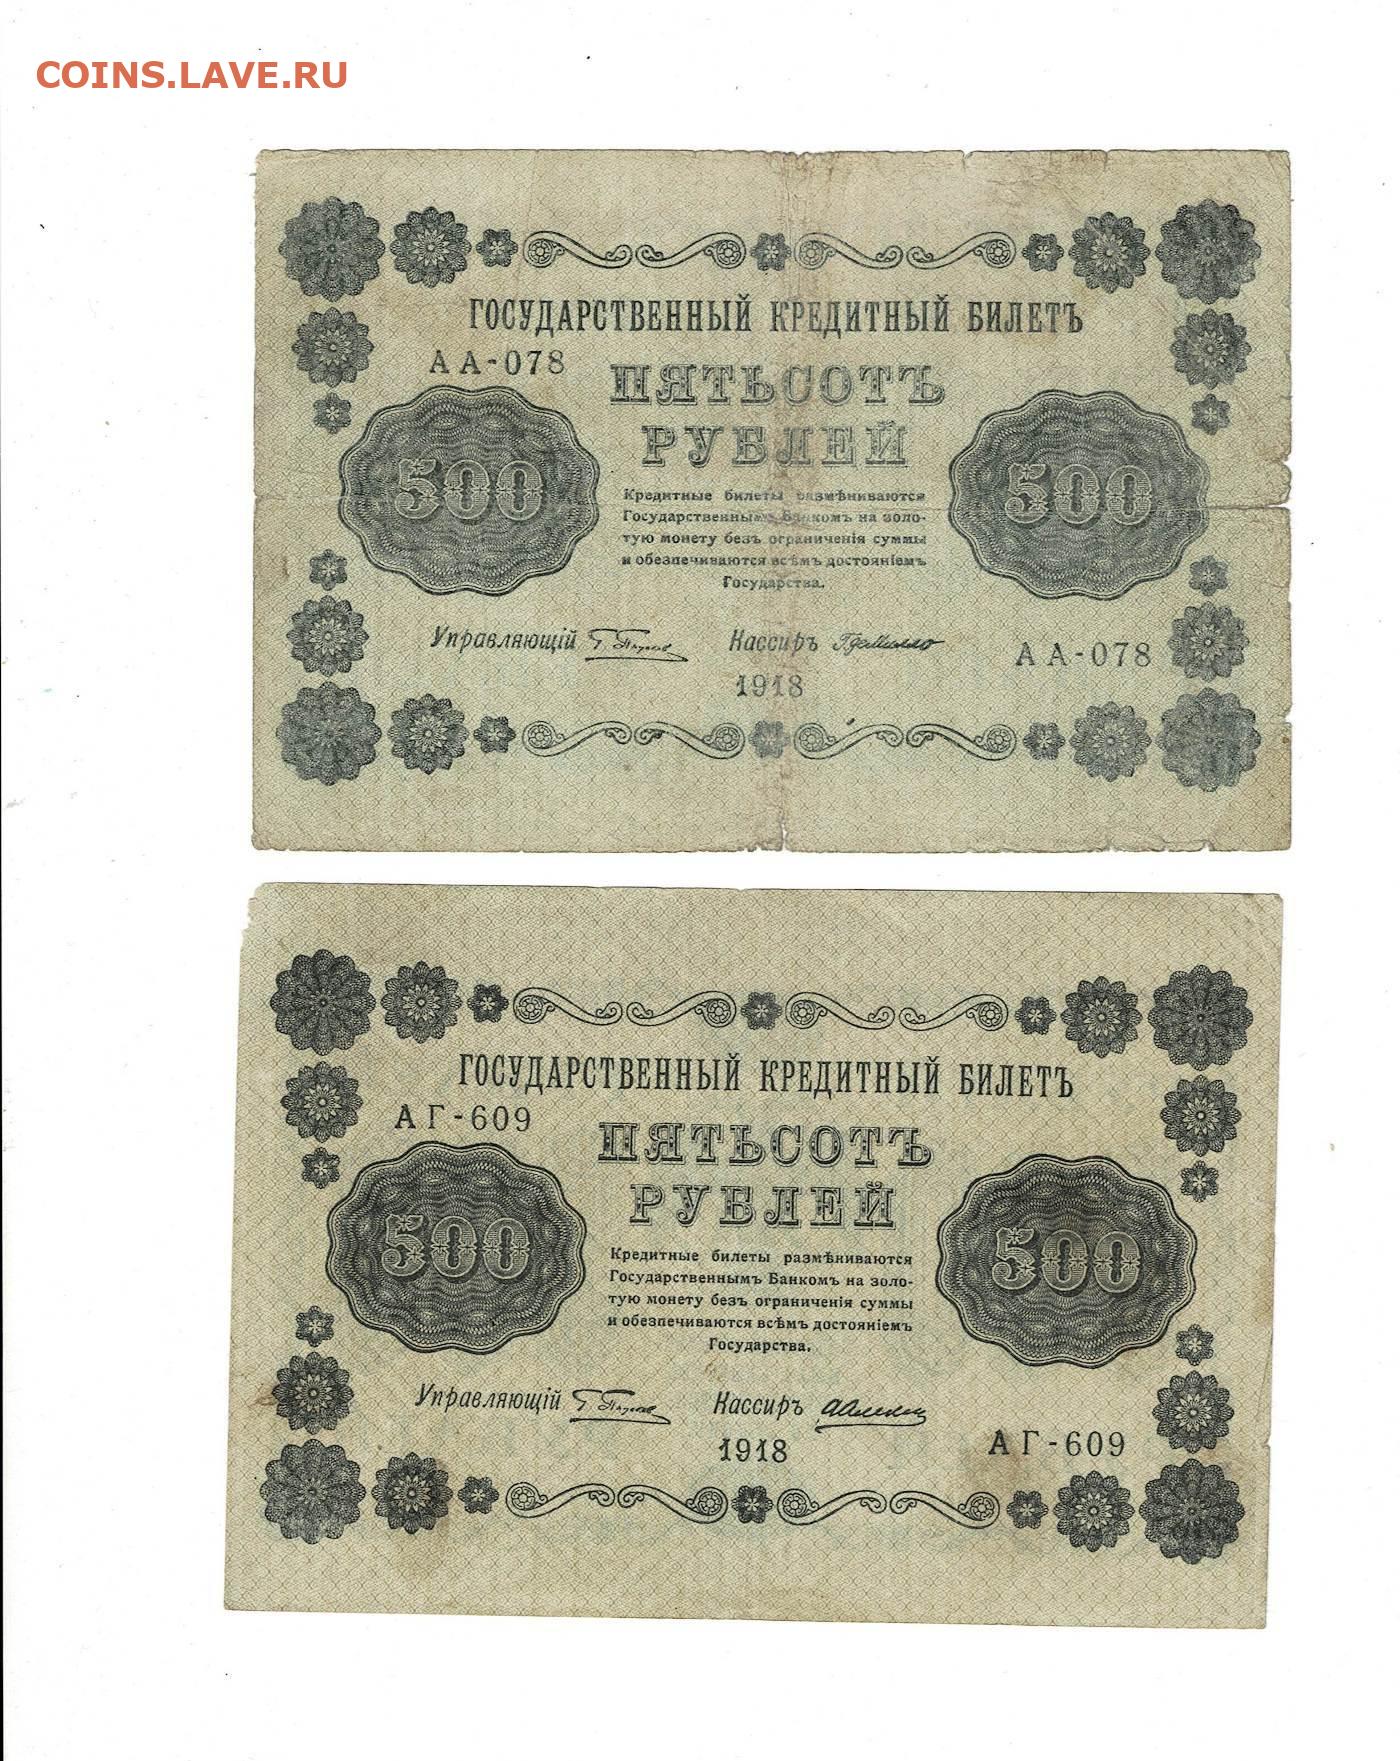 COINS.LAVE.RU
ГОСУДАРСТВЕННЫЙ КРЕДИТНЫЙ БИЛЕТЪ
АА-078
ПЯТЬСОТЪ
РУБЛЕЙ
500
500
Кредитные билеты размѣниваются
Государственнымъ Банкомъ на золо-
тую монету безъ ограниченія суммы
и обезпечиваются всѣмъ достояніемъ
Государства.
Управляющій Кассиръ
АА-078
1918
ГОСУДАРСТВЕННЫЙ КРЕДИТНЫЙ БИЛЕТЪ
АГ-609
ПЯТЬСОТЪ
РУБЛЕЙ
500
500
Кредитные билеты размѣниваются
Государственнымъ Банкомъ на золо-
тую монету безъ ограниченія суммы
и обезпечиваются всѣмъ достояніемъ
Государства.
Управляющій Кассиръ
АГ-609
1918